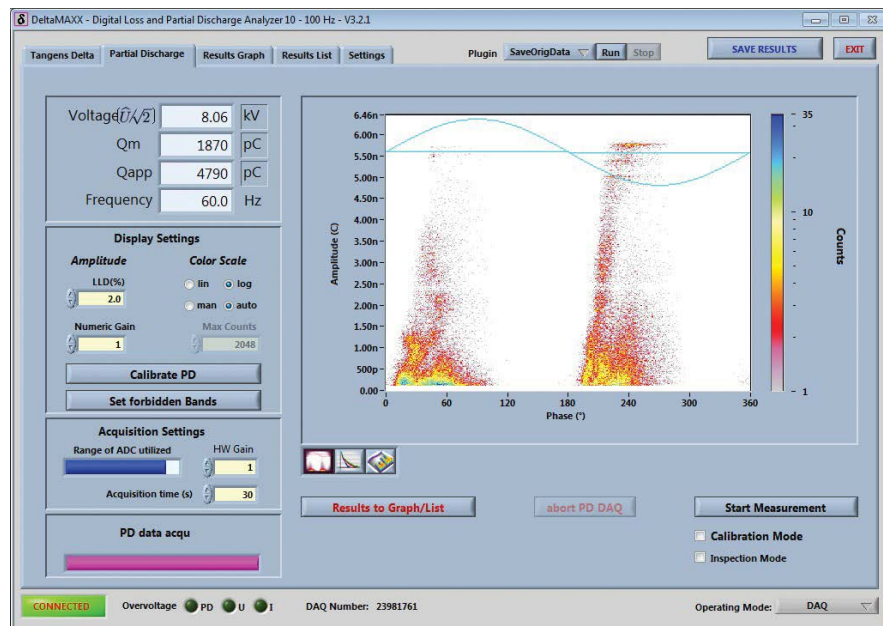 δ DeltaMAXX - Digital Loss and Partial Discharge Analyzer 10 - 100 Hz - V3.2.1
Tangens Delta Partial Discharge Results Graph Results List Settings Plugin SaveOrigData Run Stop SAVE RESULTS EXIT
Voltage(Û/√2) 8.06 kV
Qm 1870 pC
Qapp 4790 pC
Frequency 60.0 Hz
Display Settings
Amplitude Color Scale
LLD(%) lin log
2.0
man auto
Numeric Gain Max Counts
1 2048
Calibrate PD
Set forbidden Bands
Acquisition Settings
Range of ADC utilized HW Gain
1
Acquisition time (s) 30
PD data acqu
6.46n
6.00n
5.50n
5.00n
4.50n
4.00n
3.50n
3.00n
2.50n
2.00n
1.50n
1.00n
500p
0.00
Amplitude (C)
0 60 120 180 240 300 360
Phase (°)
35
10
1
Counts
Results to Graph/List abort PD DAQ Start Measurement
Calibration Mode
Inspection Mode
CONNECTED Overvoltage PD U I DAQ Number: 23981761 Operating Mode: DAQ